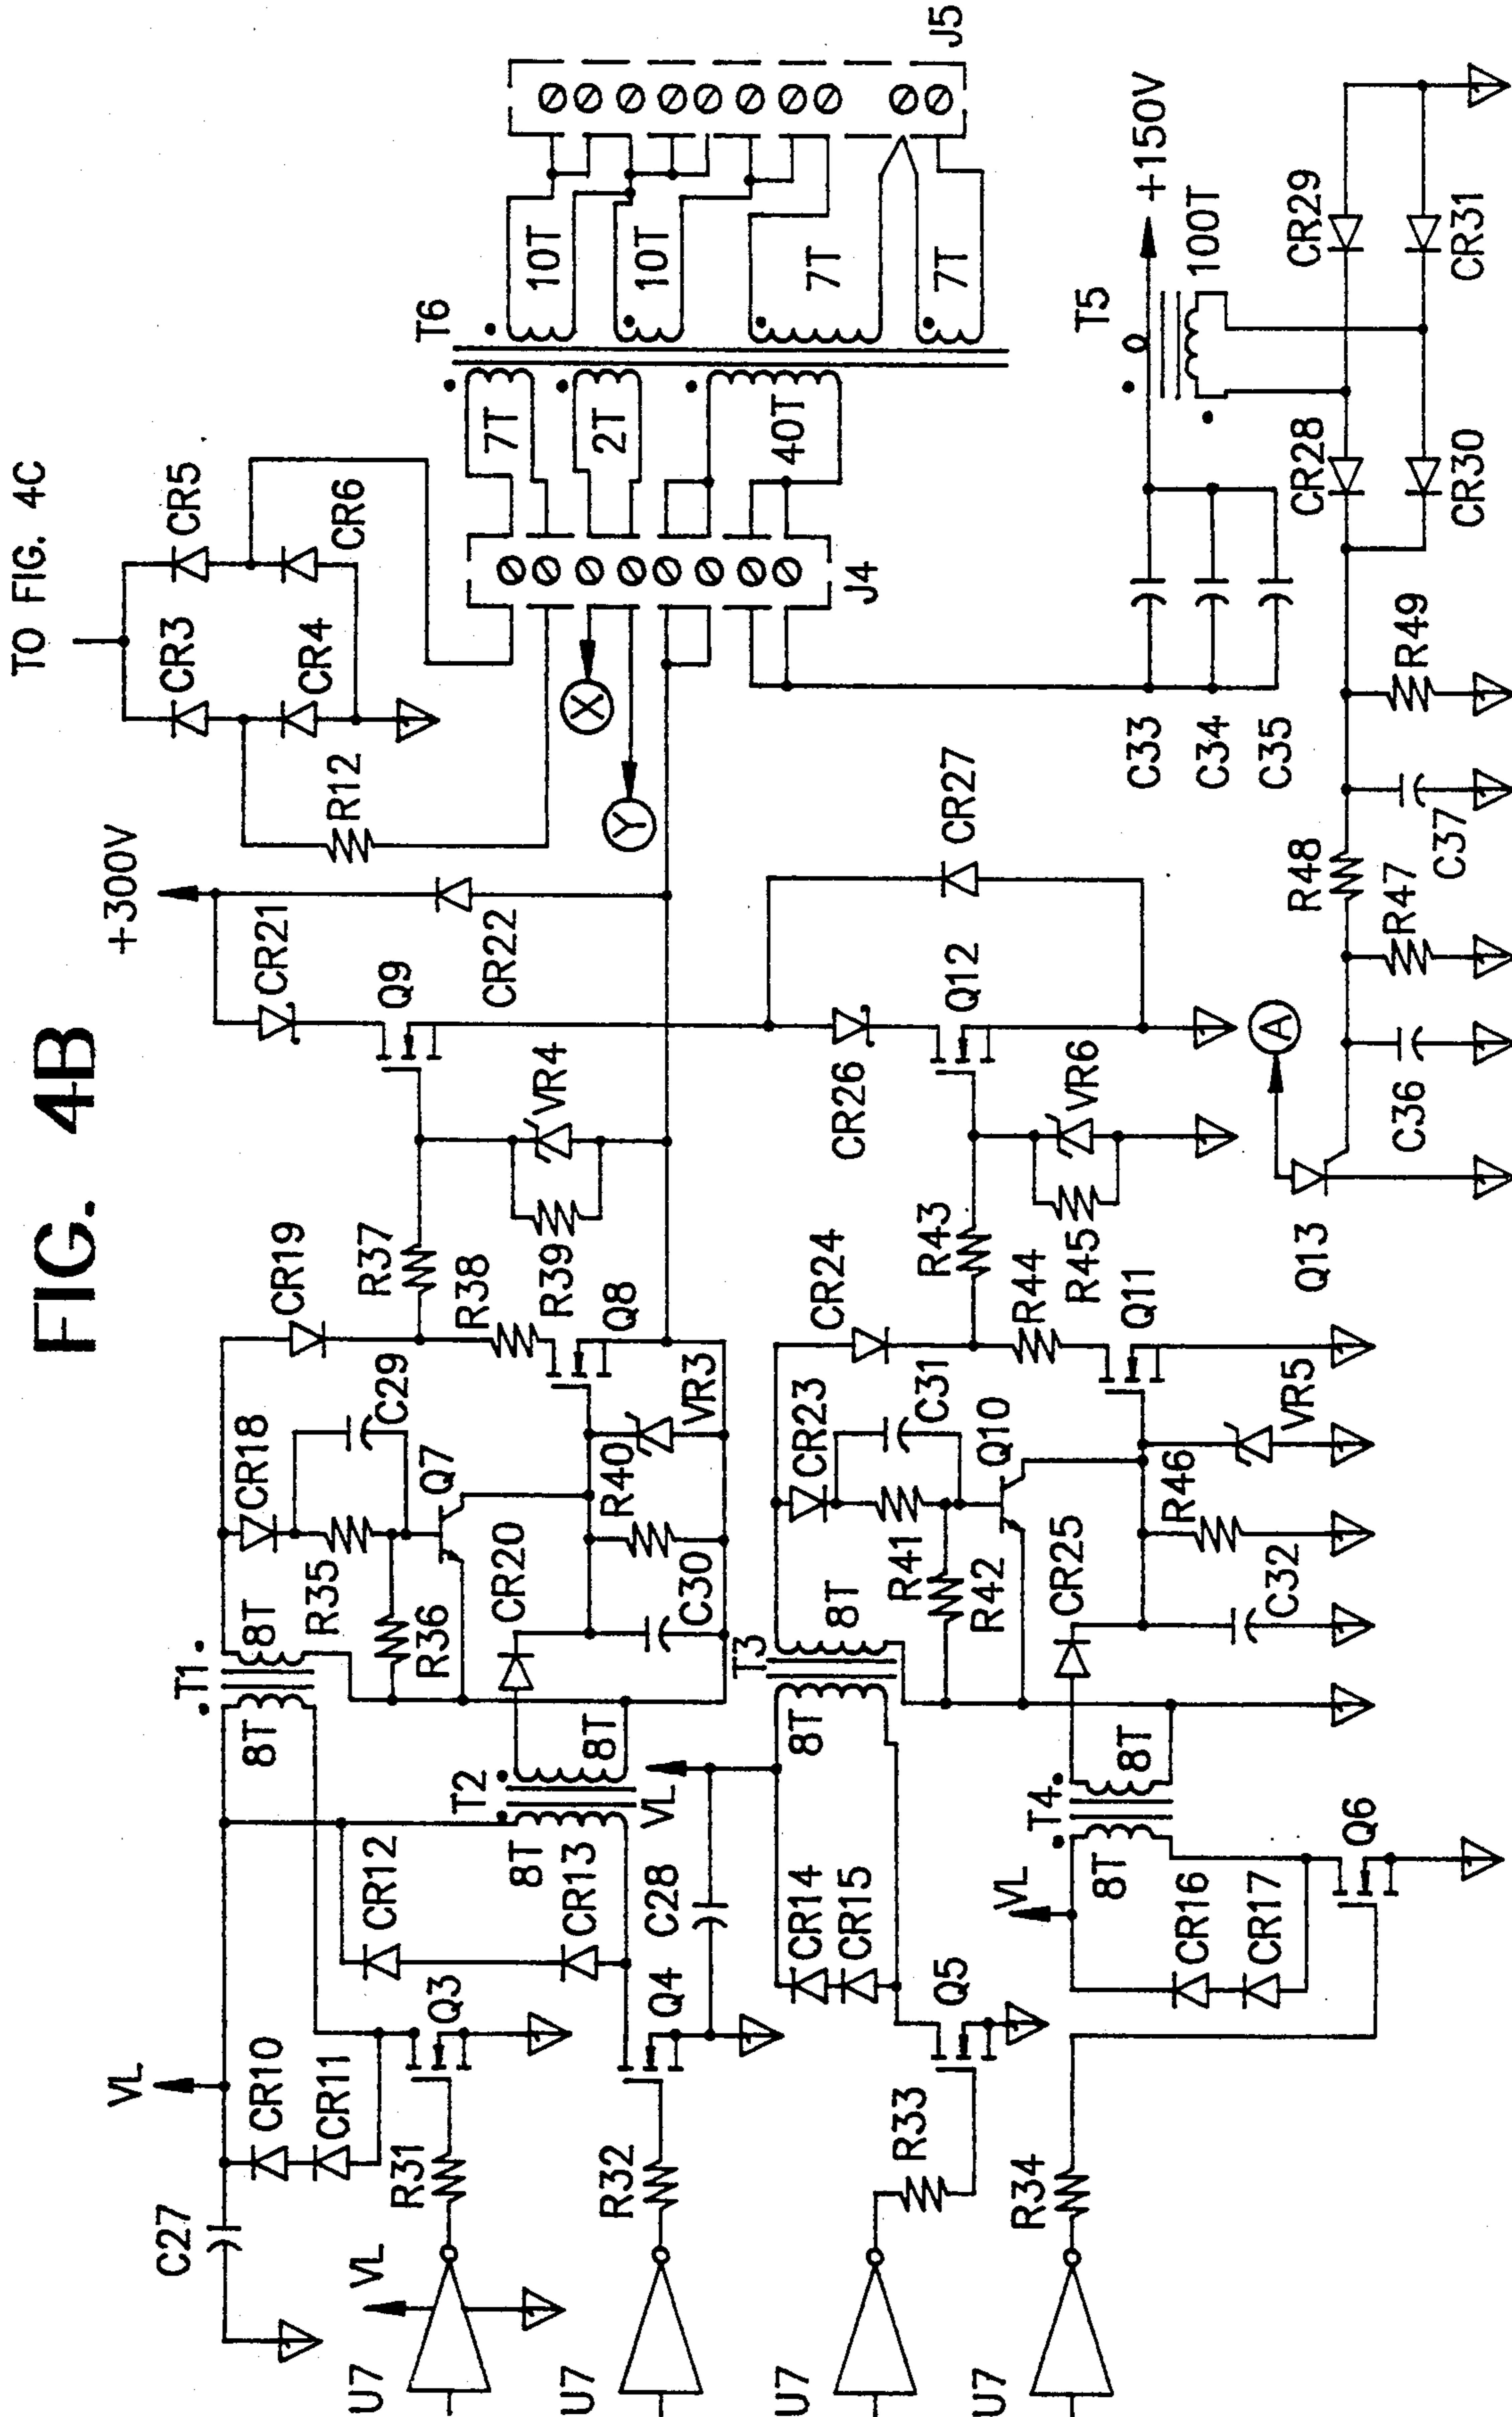 FIG. 4B
TO FIG. 4C
J5
T6
10T
10T
7T
7T
7T
2T
40T
CR5
CR6
CR3
CR4
R12
J4
X
Y
+300V
CR21
CR22
Q9
VR4
R39
CR19
R37
R38
Q8
C29
CR18
Q7
R35
R36
CR20
R40
VR3
C30
T1
8T
8T
T2
8T
8T
VL
C27
CR10
CR11
Q3
R31
VL
U7
CR12
CR13
Q4
R32
U7
C28
VL
T3
8T
8T
CR14
CR15
Q5
R33
U7
CR23
C31
R41
R42
Q10
CR24
R43
R44
R45
Q11
VR6
CR26
Q12
CR27
CR25
R46
VR5
C32
T4
8T
8T
VL
CR16
CR17
Q6
R34
U7
+150V
T5
100T
CR29
CR31
CR28
CR30
C33
C34
C35
R49
C37
R48
R47
C36
A
Q13